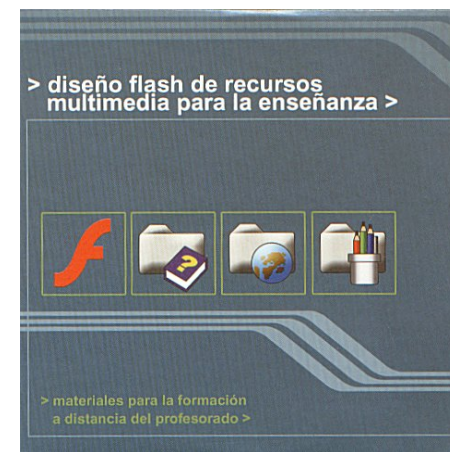 > diseño flash de recursos
multimedia para la enseñanza >
?
> materiales para la formación
a distancia del profesorado >